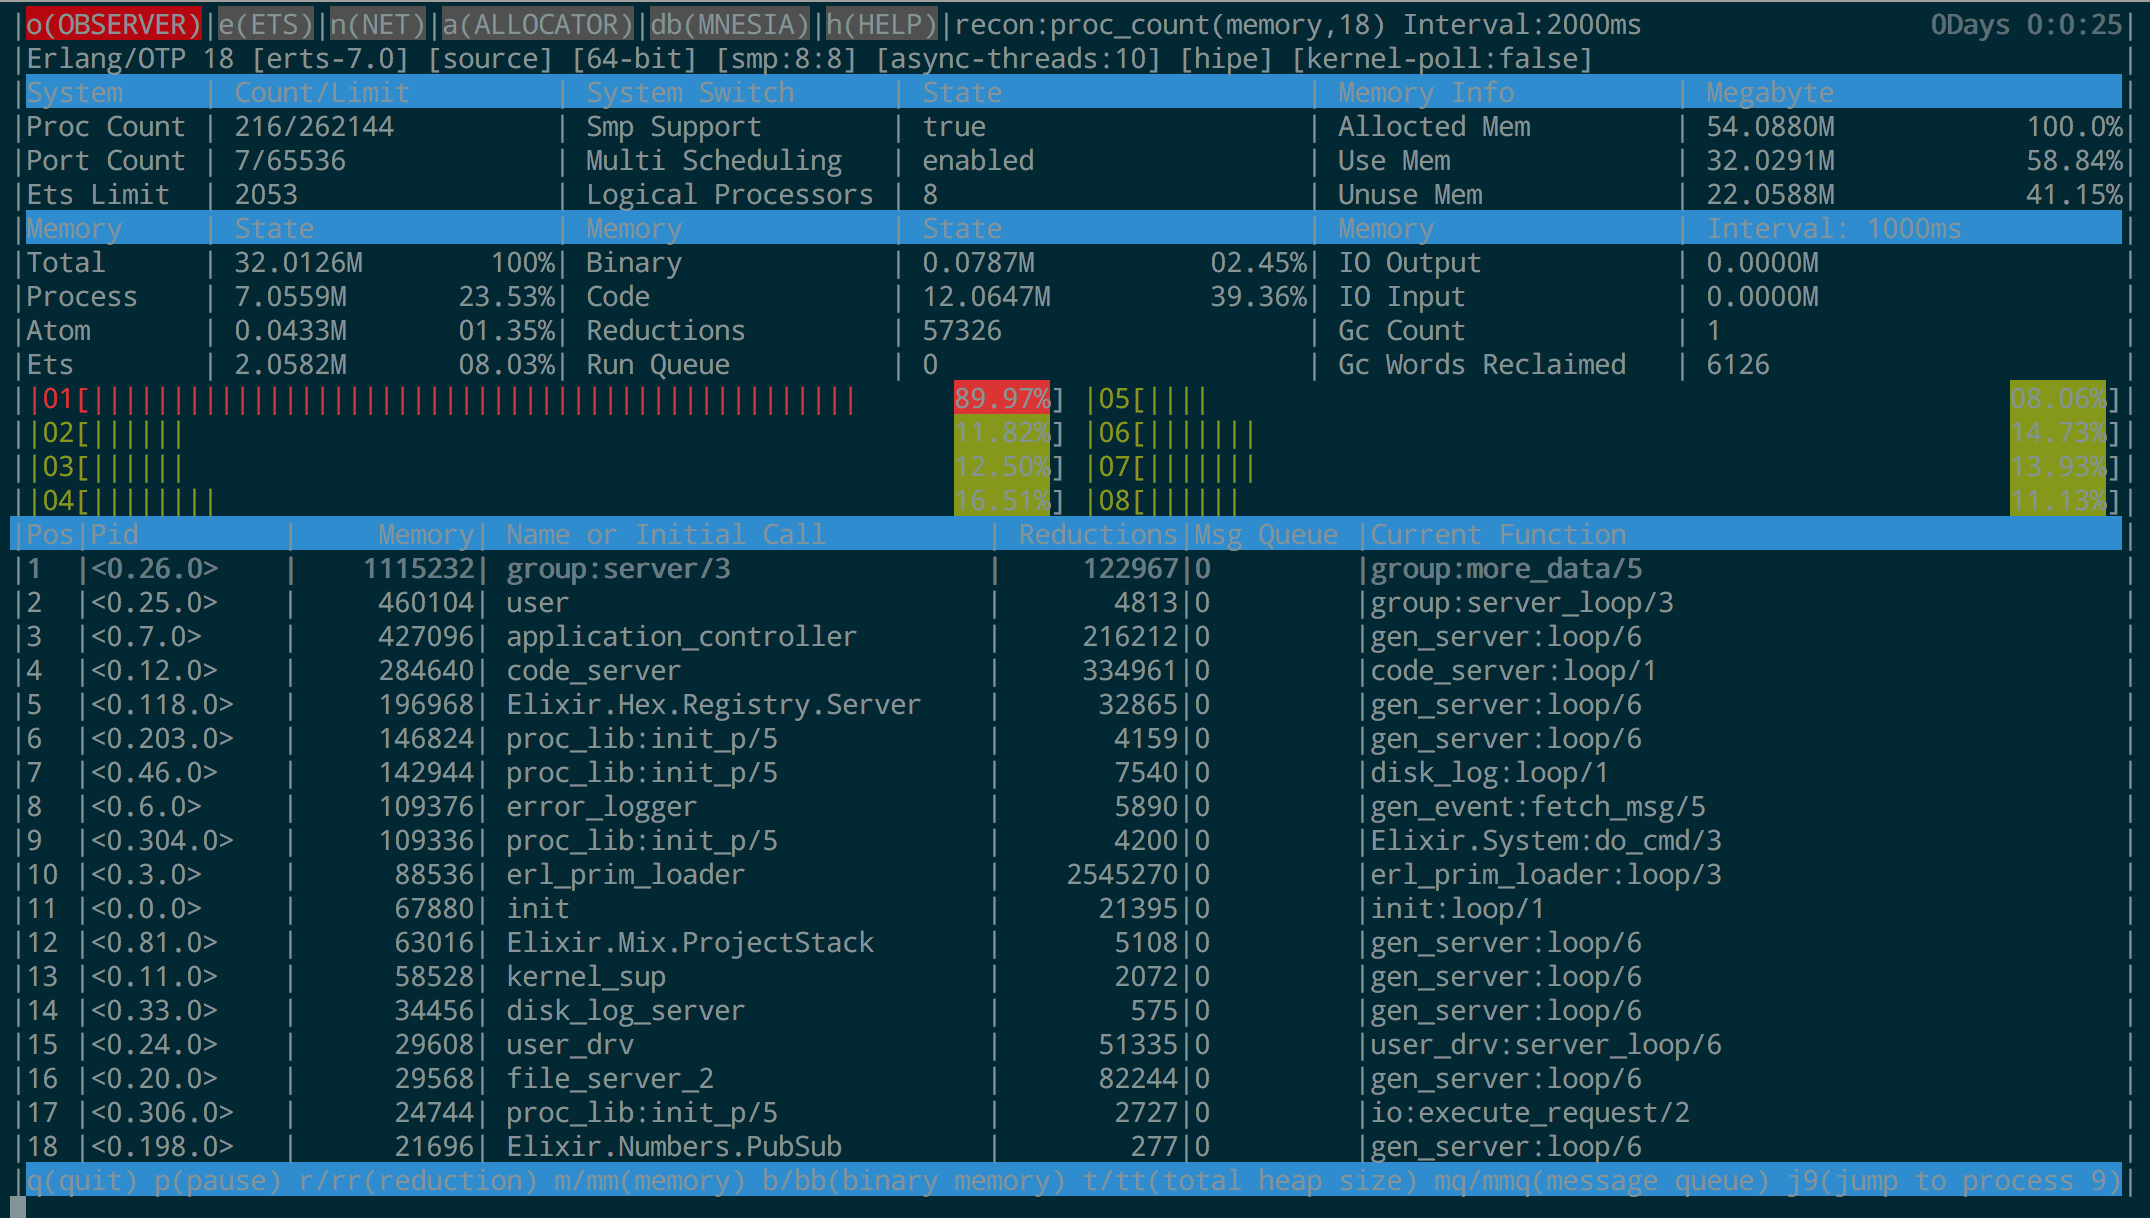 |o(OBSERVER)|e(ETS)|n(NET)|a(ALLOCATOR)|db(MNESIA)|h(HELP)|recon:proc_count(memory,18) Interval:2000ms 0Days 0:0:25|
|Erlang/OTP 18 [erts-7.0] [source] [64-bit] [smp:8:8] [async-threads:10] [hipe] [kernel-poll:false] |
|System | Count/Limit | System Switch | State | Memory Info | Megabyte |
|Proc Count | 216/262144 | Smp Support | true | Allocted Mem | 54.0880M 100.0%|
|Port Count | 7/65536 | Multi Scheduling | enabled | Use Mem | 32.0291M 58.84%|
|Ets Limit | 2053 | Logical Processors | 8 | Unuse Mem | 22.0588M 41.15%|
|Memory | State | Memory | State | Memory | Interval: 1000ms |
|Total | 32.0126M 100%| Binary | 0.0787M 02.45%| IO Output | 0.0000M |
|Process | 7.0559M 23.53%| Code | 12.0647M 39.36%| IO Input | 0.0000M |
|Atom | 0.0433M 01.35%| Reductions | 57326 | Gc Count | 1 |
|Ets | 2.0582M 08.03%| Run Queue | 0 | Gc Words Reclaimed | 6126 |
||01[|||||||||||||||||||||||||||||||||||||||||||||||| 89.97%] |05[|||| 08.06%]|
||02[|||||| 11.82%] |06[||||||| 14.73%]|
||03[|||||| 12.50%] |07[||||||| 13.93%]|
||04[|||||||| 16.51%] |08[|||||| 11.13%]|
|Pos|Pid | Memory| Name or Initial Call | Reductions|Msg Queue |Current Function |
|1 |<0.26.0> | 1115232| group:server/3 | 122967|0 |group:more_data/5 |
|2 |<0.25.0> | 460104| user | 4813|0 |group:server_loop/3 |
|3 |<0.7.0> | 427096| application_controller | 216212|0 |gen_server:loop/6 |
|4 |<0.12.0> | 284640| code_server | 334961|0 |code_server:loop/1 |
|5 |<0.118.0> | 196968| Elixir.Hex.Registry.Server | 32865|0 |gen_server:loop/6 |
|6 |<0.203.0> | 146824| proc_lib:init_p/5 | 4159|0 |gen_server:loop/6 |
|7 |<0.46.0> | 142944| proc_lib:init_p/5 | 7540|0 |disk_log:loop/1 |
|8 |<0.6.0> | 109376| error_logger | 5890|0 |gen_event:fetch_msg/5 |
|9 |<0.304.0> | 109336| proc_lib:init_p/5 | 4200|0 |Elixir.System:do_cmd/3 |
|10 |<0.3.0> | 88536| erl_prim_loader | 2545270|0 |erl_prim_loader:loop/3 |
|11 |<0.0.0> | 67880| init | 21395|0 |init:loop/1 |
|12 |<0.81.0> | 63016| Elixir.Mix.ProjectStack | 5108|0 |gen_server:loop/6 |
|13 |<0.11.0> | 58528| kernel_sup | 2072|0 |gen_server:loop/6 |
|14 |<0.33.0> | 34456| disk_log_server | 575|0 |gen_server:loop/6 |
|15 |<0.24.0> | 29608| user_drv | 51335|0 |user_drv:server_loop/6 |
|16 |<0.20.0> | 29568| file_server_2 | 82244|0 |gen_server:loop/6 |
|17 |<0.306.0> | 24744| proc_lib:init_p/5 | 2727|0 |io:execute_request/2 |
|18 |<0.198.0> | 21696| Elixir.Numbers.PubSub | 277|0 |gen_server:loop/6 |
|q(quit) p(pause) r/rr(reduction) m/mm(memory) b/bb(binary memory) t/tt(total heap size) mq/mmq(message queue) j9(jump to process 9)|